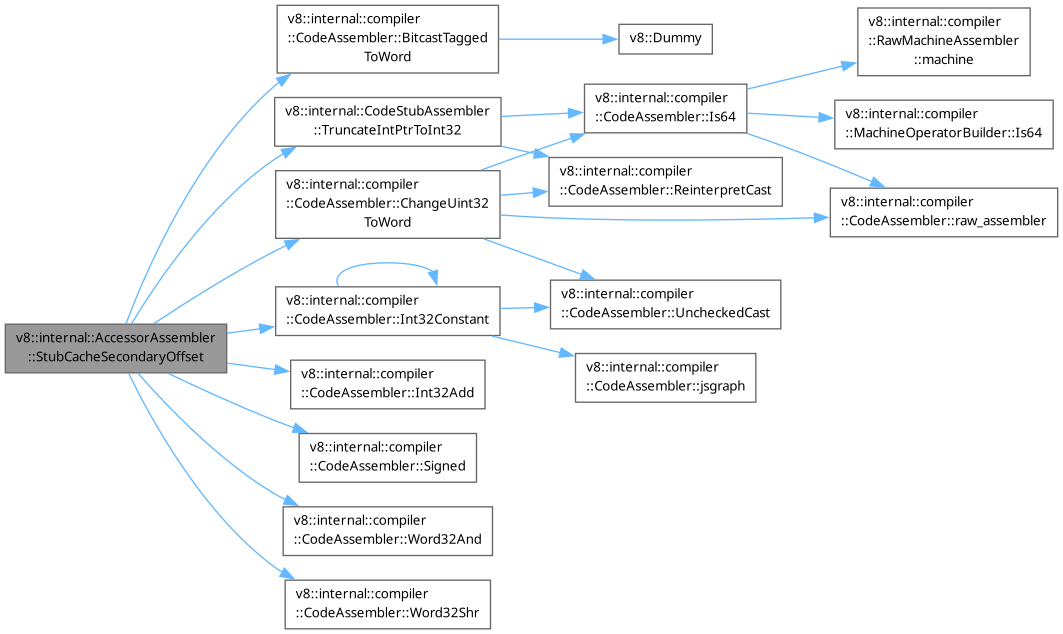 v8::internal::AccessorAssembler
::StubCacheSecondaryOffset
v8::internal::compiler
::CodeAssembler::BitcastTagged
ToWord
v8::Dummy
v8::internal::CodeStubAssembler
::TruncateIntPtrToInt32
v8::internal::compiler
::CodeAssembler::Is64
v8::internal::compiler
::RawMachineAssembler
::machine
v8::internal::compiler
::MachineOperatorBuilder::Is64
v8::internal::compiler
::CodeAssembler::raw_assembler
v8::internal::compiler
::CodeAssembler::ReinterpretCast
v8::internal::compiler
::CodeAssembler::ChangeUint32
ToWord
v8::internal::compiler
::CodeAssembler::UncheckedCast
v8::internal::compiler
::CodeAssembler::Int32Constant
v8::internal::compiler
::CodeAssembler::jsgraph
v8::internal::compiler
::CodeAssembler::Int32Add
v8::internal::compiler
::CodeAssembler::Signed
v8::internal::compiler
::CodeAssembler::Word32And
v8::internal::compiler
::CodeAssembler::Word32Shr